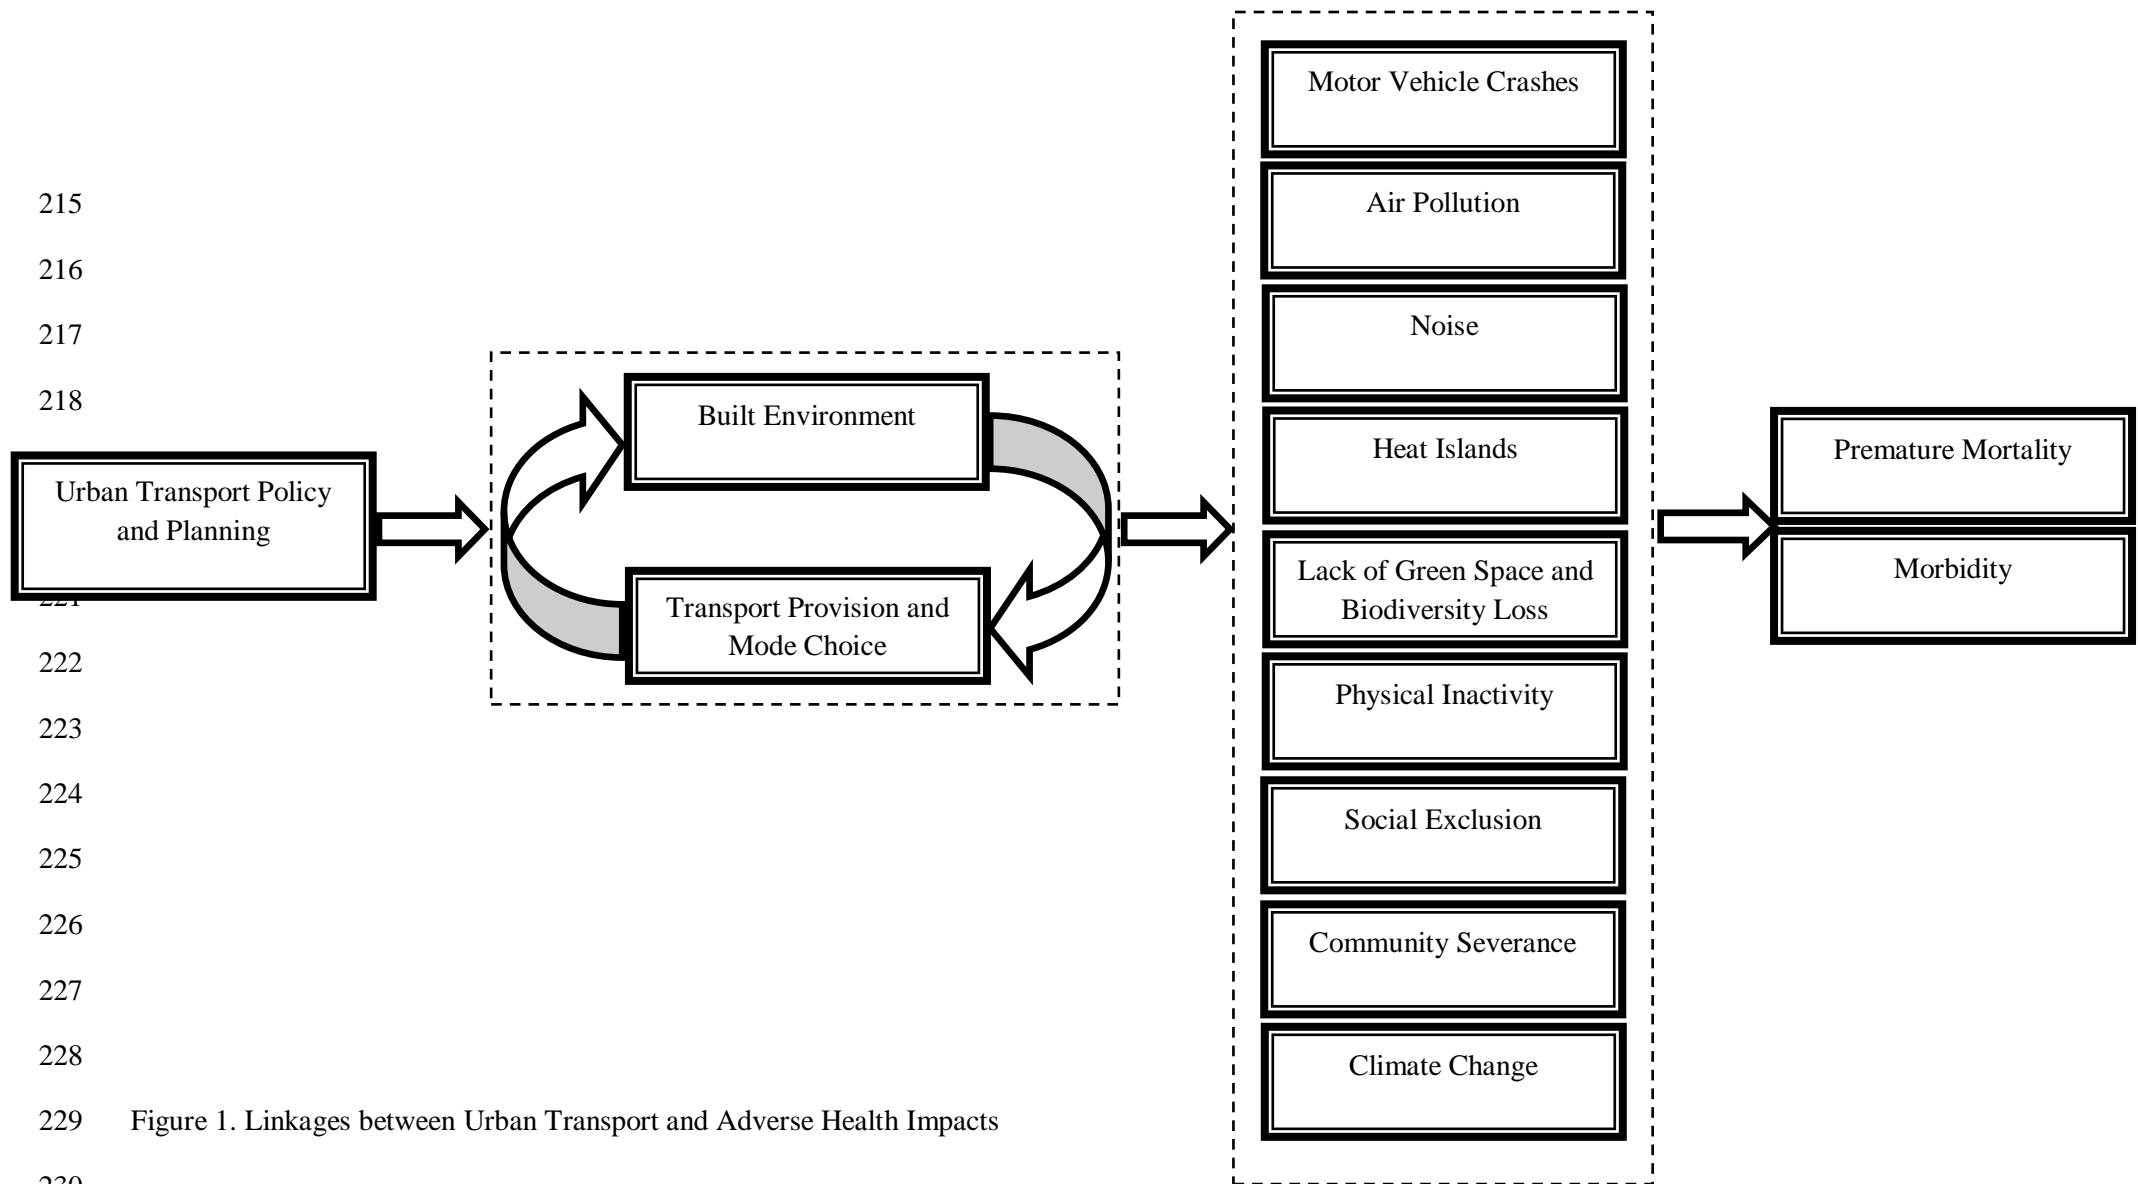 215
216
217
218
221
222
223
224
225
226
227
228
229
230
Urban Transport Policy
and Planning
Built Environment
Transport Provision and
Mode Choice
Motor Vehicle Crashes
Air Pollution
Noise
Heat Islands
Lack of Green Space and
Biodiversity Loss
Physical Inactivity
Social Exclusion
Community Severance
Climate Change
Premature Mortality
Morbidity
Figure 1. Linkages between Urban Transport and Adverse Health Impacts